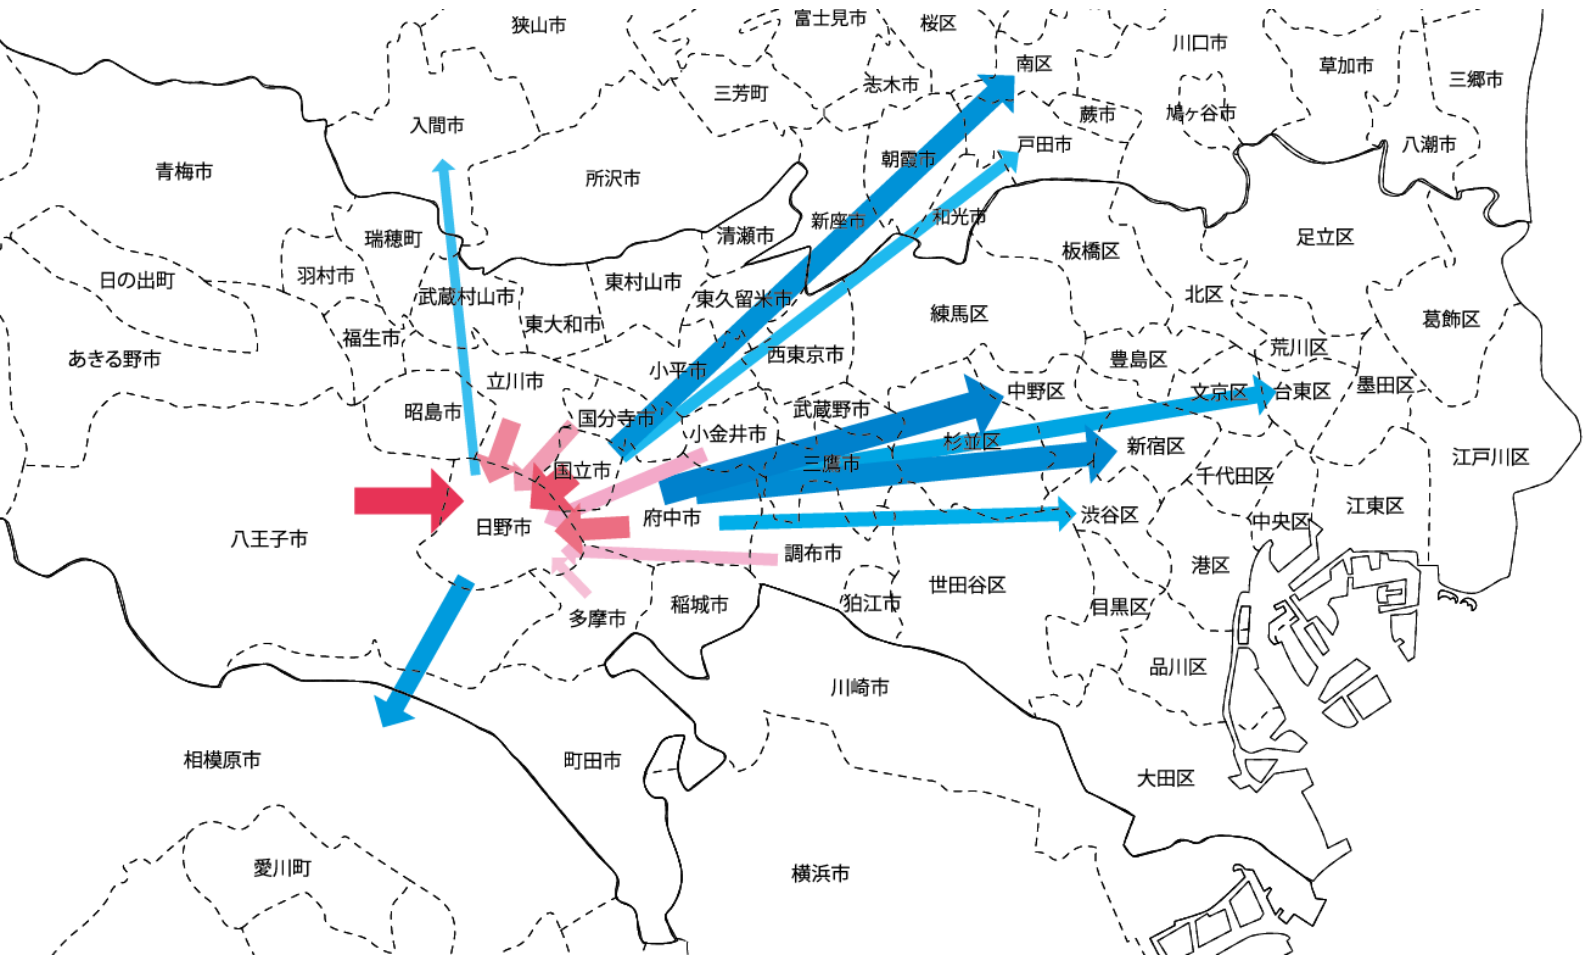 狭山市
富士見市
桜区
川口市
南区
草加市
三郷市
三芳町
志木市
蕨市
鳩ヶ谷市
入間市
八潮市
戸田市
朝霞市
青梅市
所沢市
新座市
和光市
瑞穂町
清瀬市
足立区
板橋区
羽村市
日の出町
東村山市
武蔵村山市
東久留米市
北区
練馬区
葛飾区
東大和市
福生市
荒川区
西東京市
あきる野市
豊島区
小平市
立川市
墨田区
中野区
文京区
台東区
昭島市
武蔵野市
国分寺市
小金井市
杉並区
新宿区
江戸川区
三鷹市
国立市
千代田区
江東区
府中市
渋谷区
中央区
日野市
八王子市
調布市
港区
世田谷区
狛江市
稲城市
目黒区
多摩市
品川区
川崎市
相模原市
町田市
大田区
愛川町
横浜市